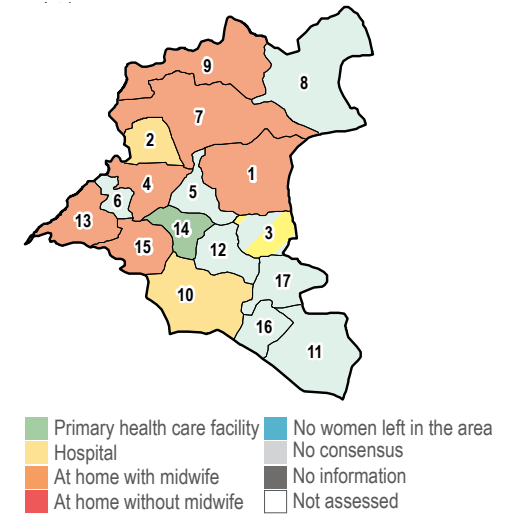 9
8
7
2
1
4
5
6
13
14
3
15
12
17
10
16
11
Primary health care facility
No women left in the area
Hospital
No consensus
At home with midwife
No information
At home without midwife
Not assessed